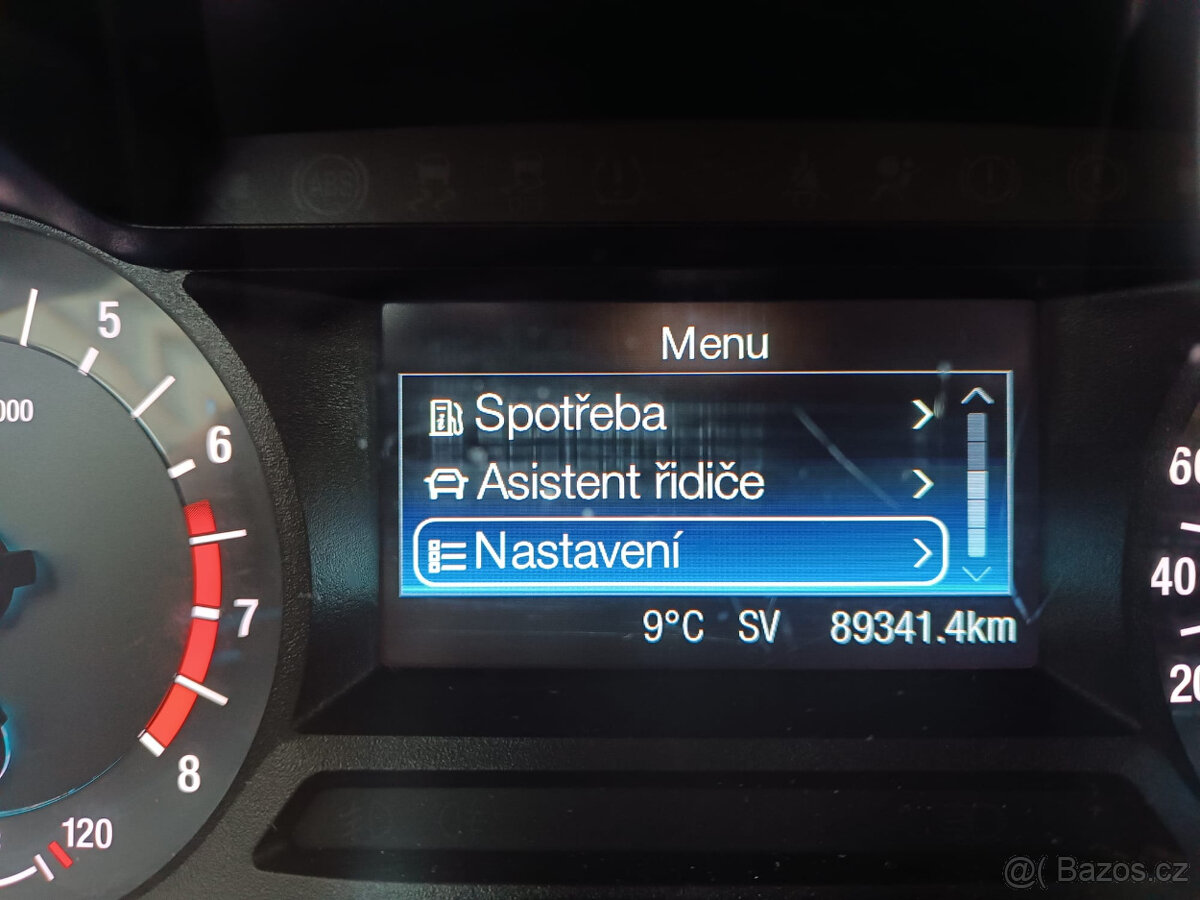 ABS
5
000
6
7
8
120
Menu
Spotřeba
Asistent řidiče
Nastavení
9°C SV 89341.4km
40
20
@( Bazos.cz